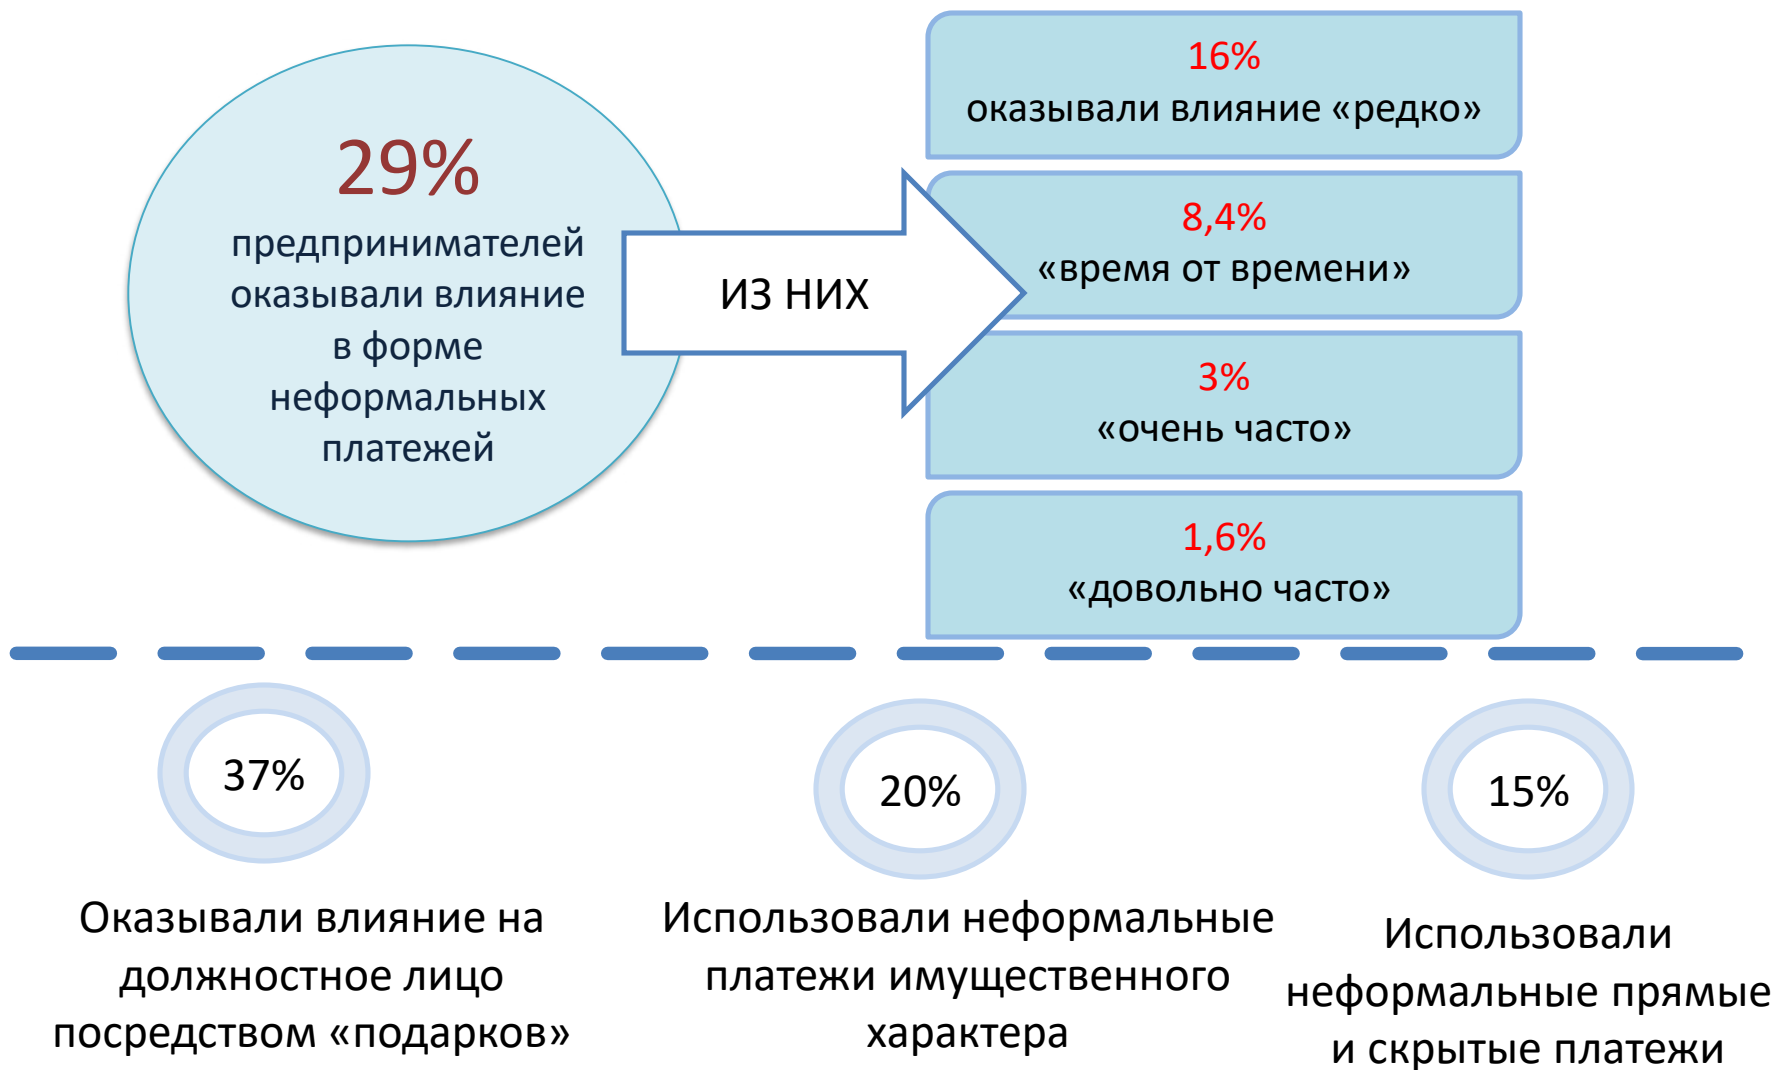 29%
предпринимателей
оказывали влияние
в форме
неформальных
платежей
ИЗ НИХ
16%
оказывали влияние «редко»
8,4%
«время от времени»
3%
«очень часто»
1,6%
«довольно часто»
37%
Оказывали влияние на
должностное лицо
посредством «подарков»
20%
Использовали неформальные
платежи имущественного
характера
15%
Использовали
неформальные прямые
и скрытые платежи